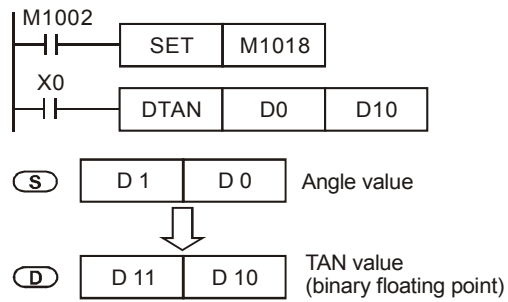 M1002
SET M1018
X0
DTAN D0 D10
S D 1 D 0 Angle value
D D 11 D 10 TAN value
(binary floating point)